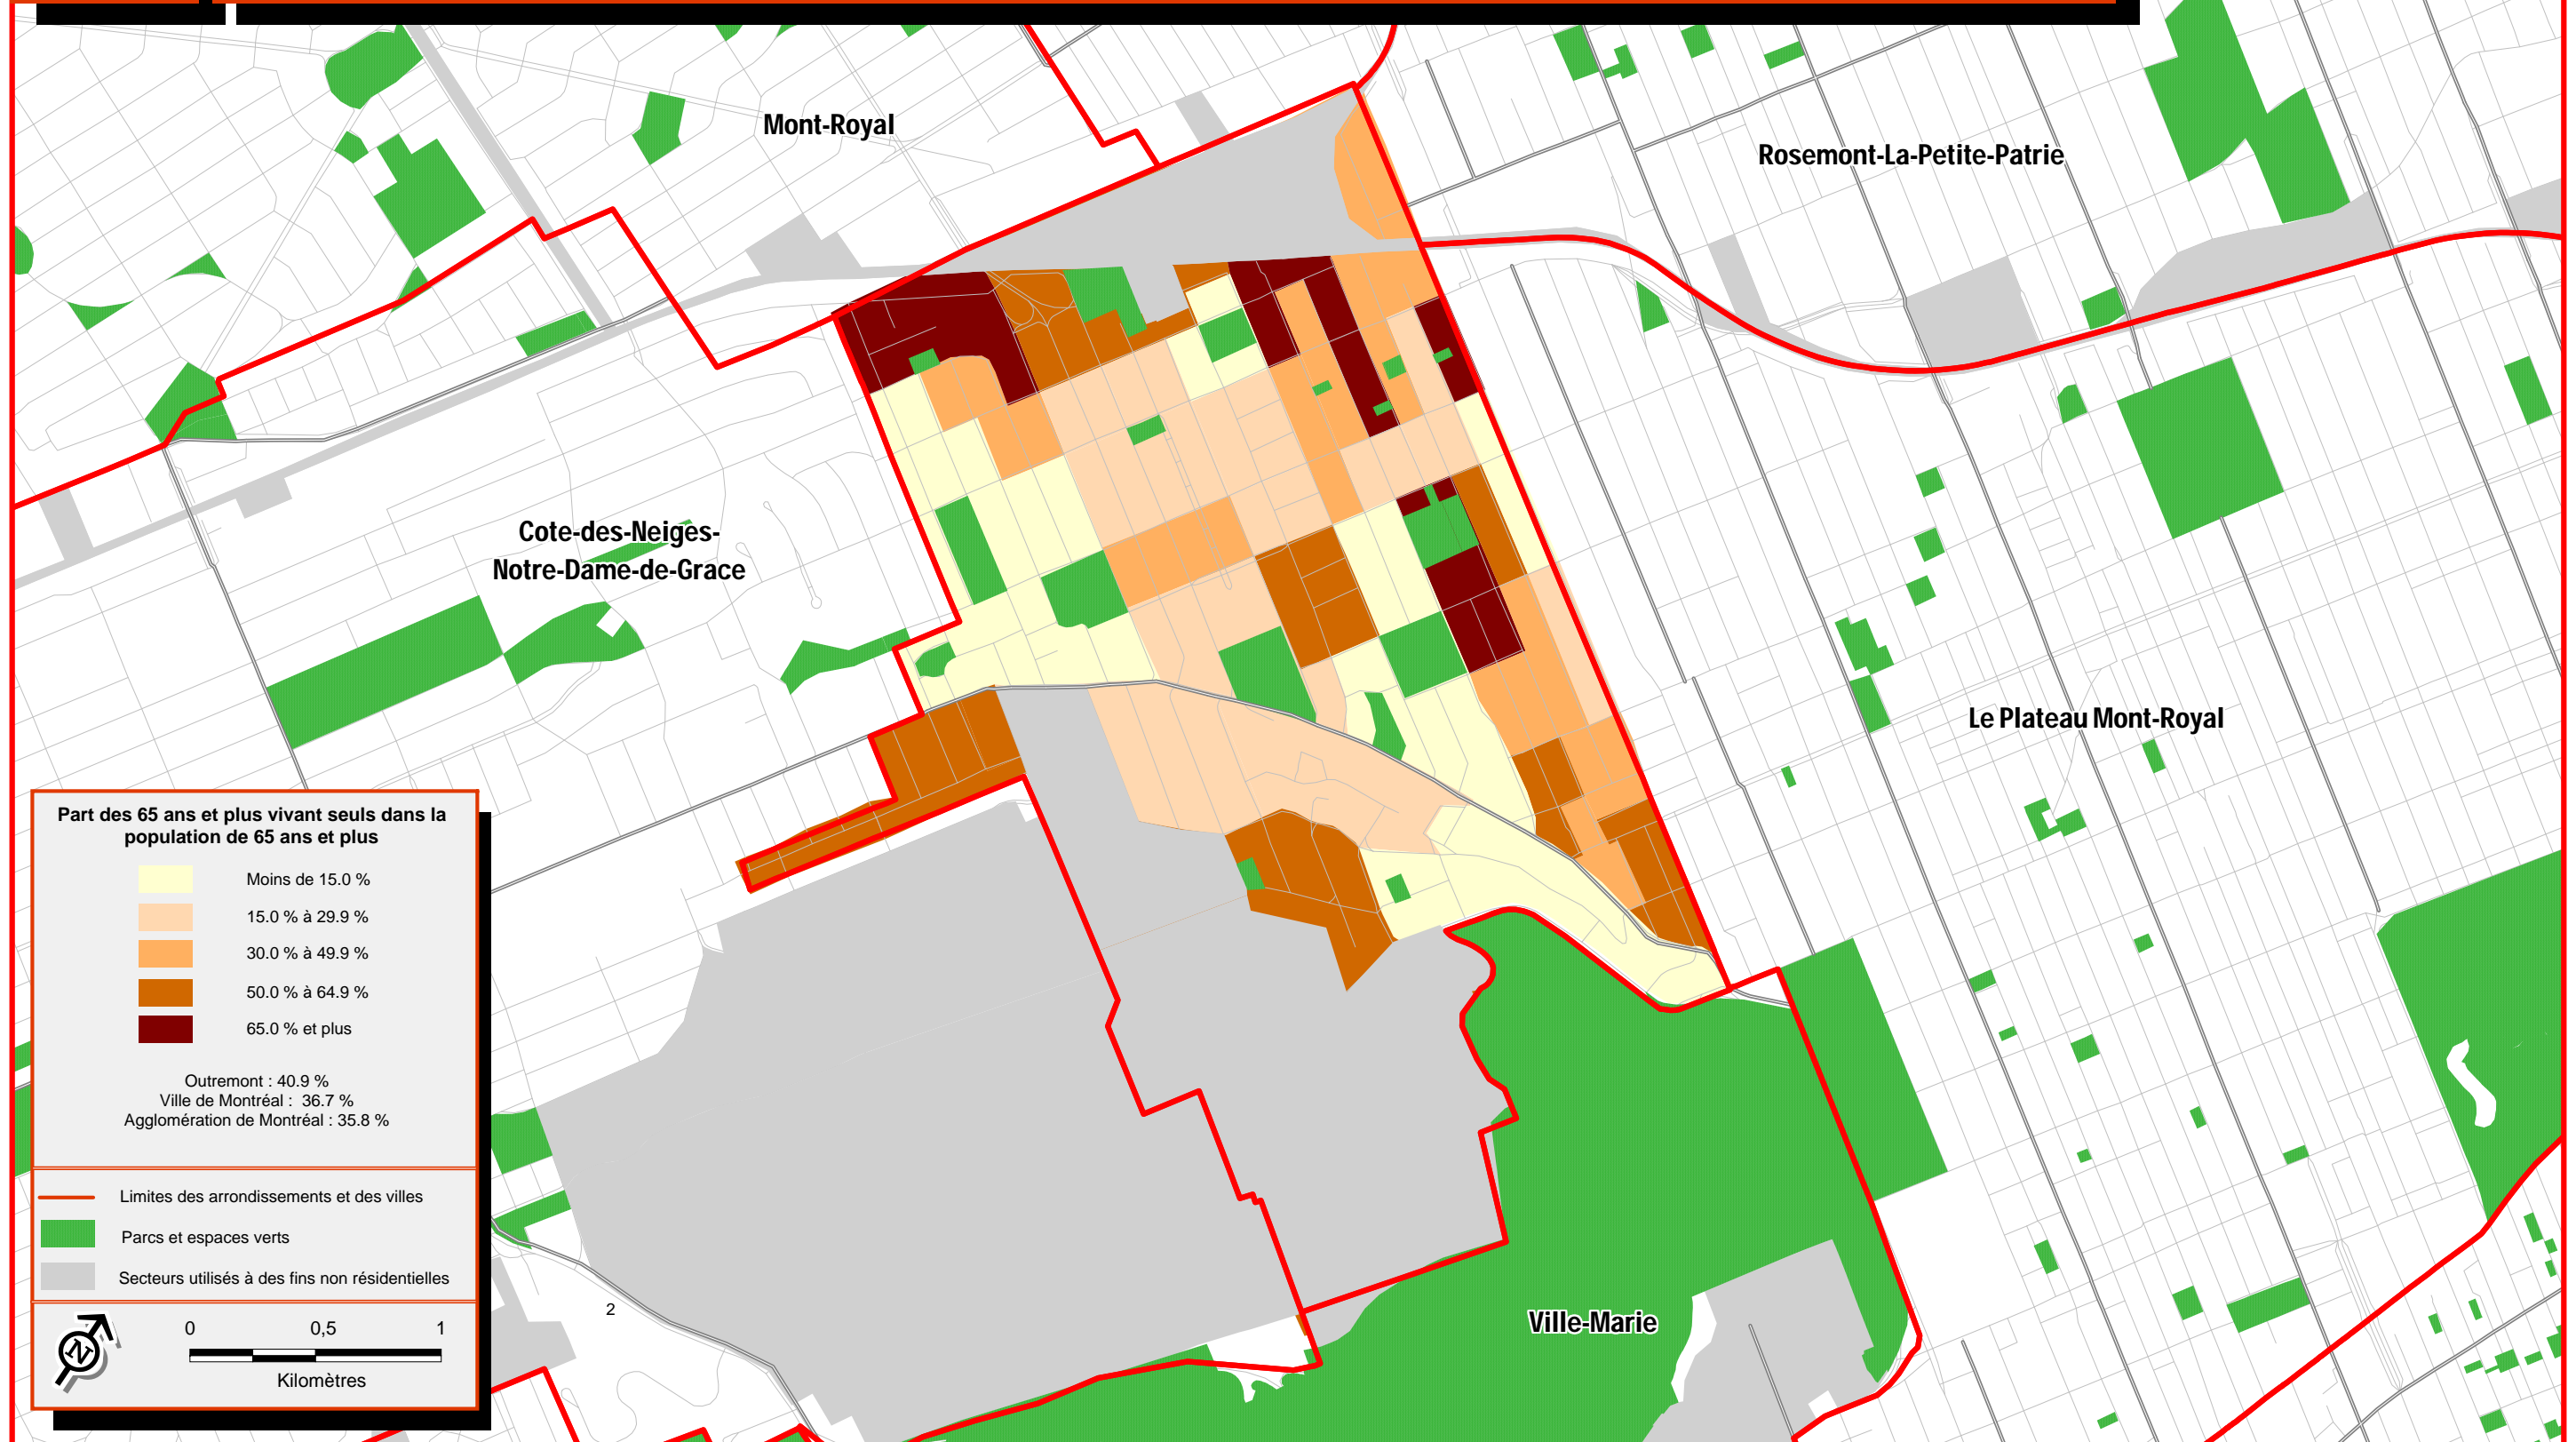 Mont-Royal
Rosemont-La-Petite-Patrie
Cote-des-Neiges-
Notre-Dame-de-Grace
Le Plateau Mont-Royal
Ville-Marie
Part des 65 ans et plus vivant seuls dans la
population de 65 ans et plus
Moins de 15.0 %
15.0 % à 29.9 %
30.0 % à 49.9 %
50.0 % à 64.9 %
65.0 % et plus
Outremont : 40.9 %
Ville de Montréal : 36.7 %
Agglomération de Montréal : 35.8 %
Limites des arrondissements et des villes
Parcs et espaces verts
Secteurs utilisés à des fins non résidentielles
N
0 0,5 1
Kilomètres
2